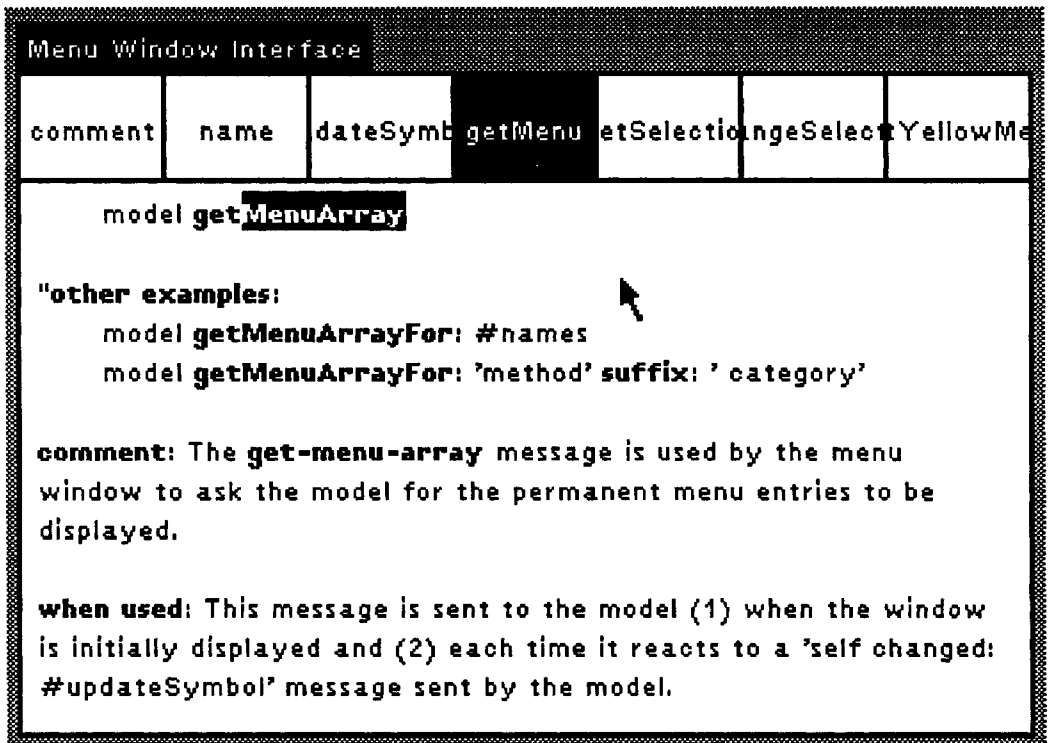 Menu Window Interface
comment name dateSymb getMenu etSelectio ngeSelect YellowMe
model getMenuArray
"other examples:
model getMenuArrayFor: #names
model getMenuArrayFor: 'method' suffix: ' category'
comment: The get-menu-array message is used by the menu
window to ask the model for the permanent menu entries to be
displayed.
when used: This message is sent to the model (1) when the window
is initially displayed and (2) each time it reacts to a 'self changed:
#updateSymbol' message sent by the model.